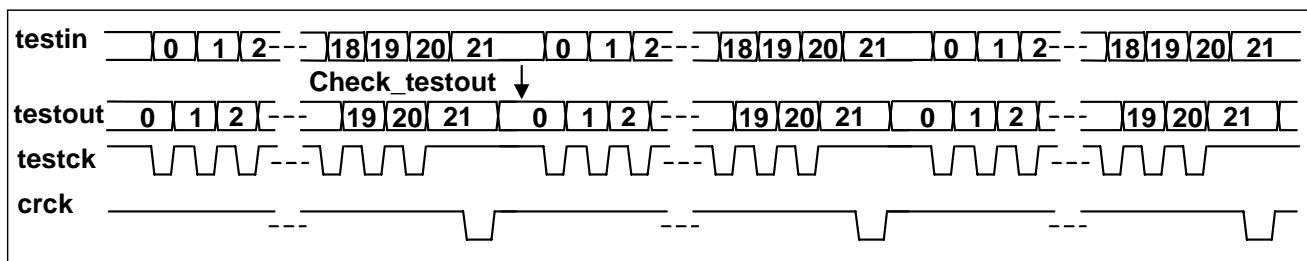 testin 0 1 2 18 19 20 21 0 1 2 18 19 20 21 0 1 2 18 19 20 21
Check_testout
testout 0 1 2 19 20 21 0 1 2 19 20 21 0 1 2 19 20 21
testck
crck